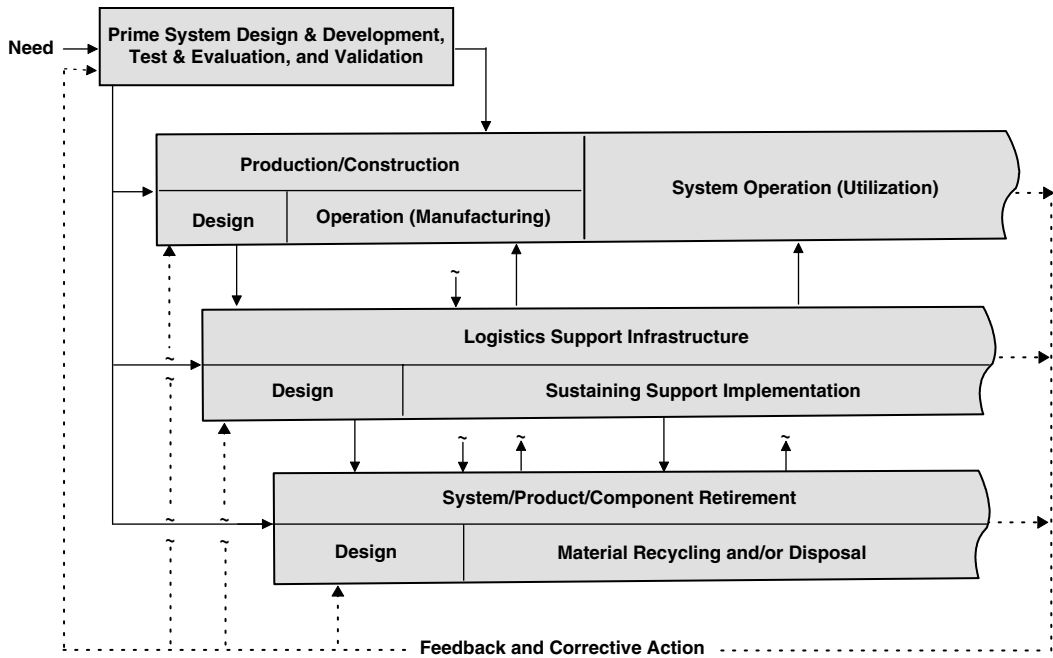 Need
Prime System Design & Development,
Test & Evaluation, and Validation
Production/Construction
System Operation (Utilization)
Design
Operation (Manufacturing)
~
Logistics Support Infrastructure
~
~
Design
Sustaining Support Implementation
~
~
~
System/Product/Component Retirement
~
~
~
~
Design
Material Recycling and/or Disposal
Feedback and Corrective Action